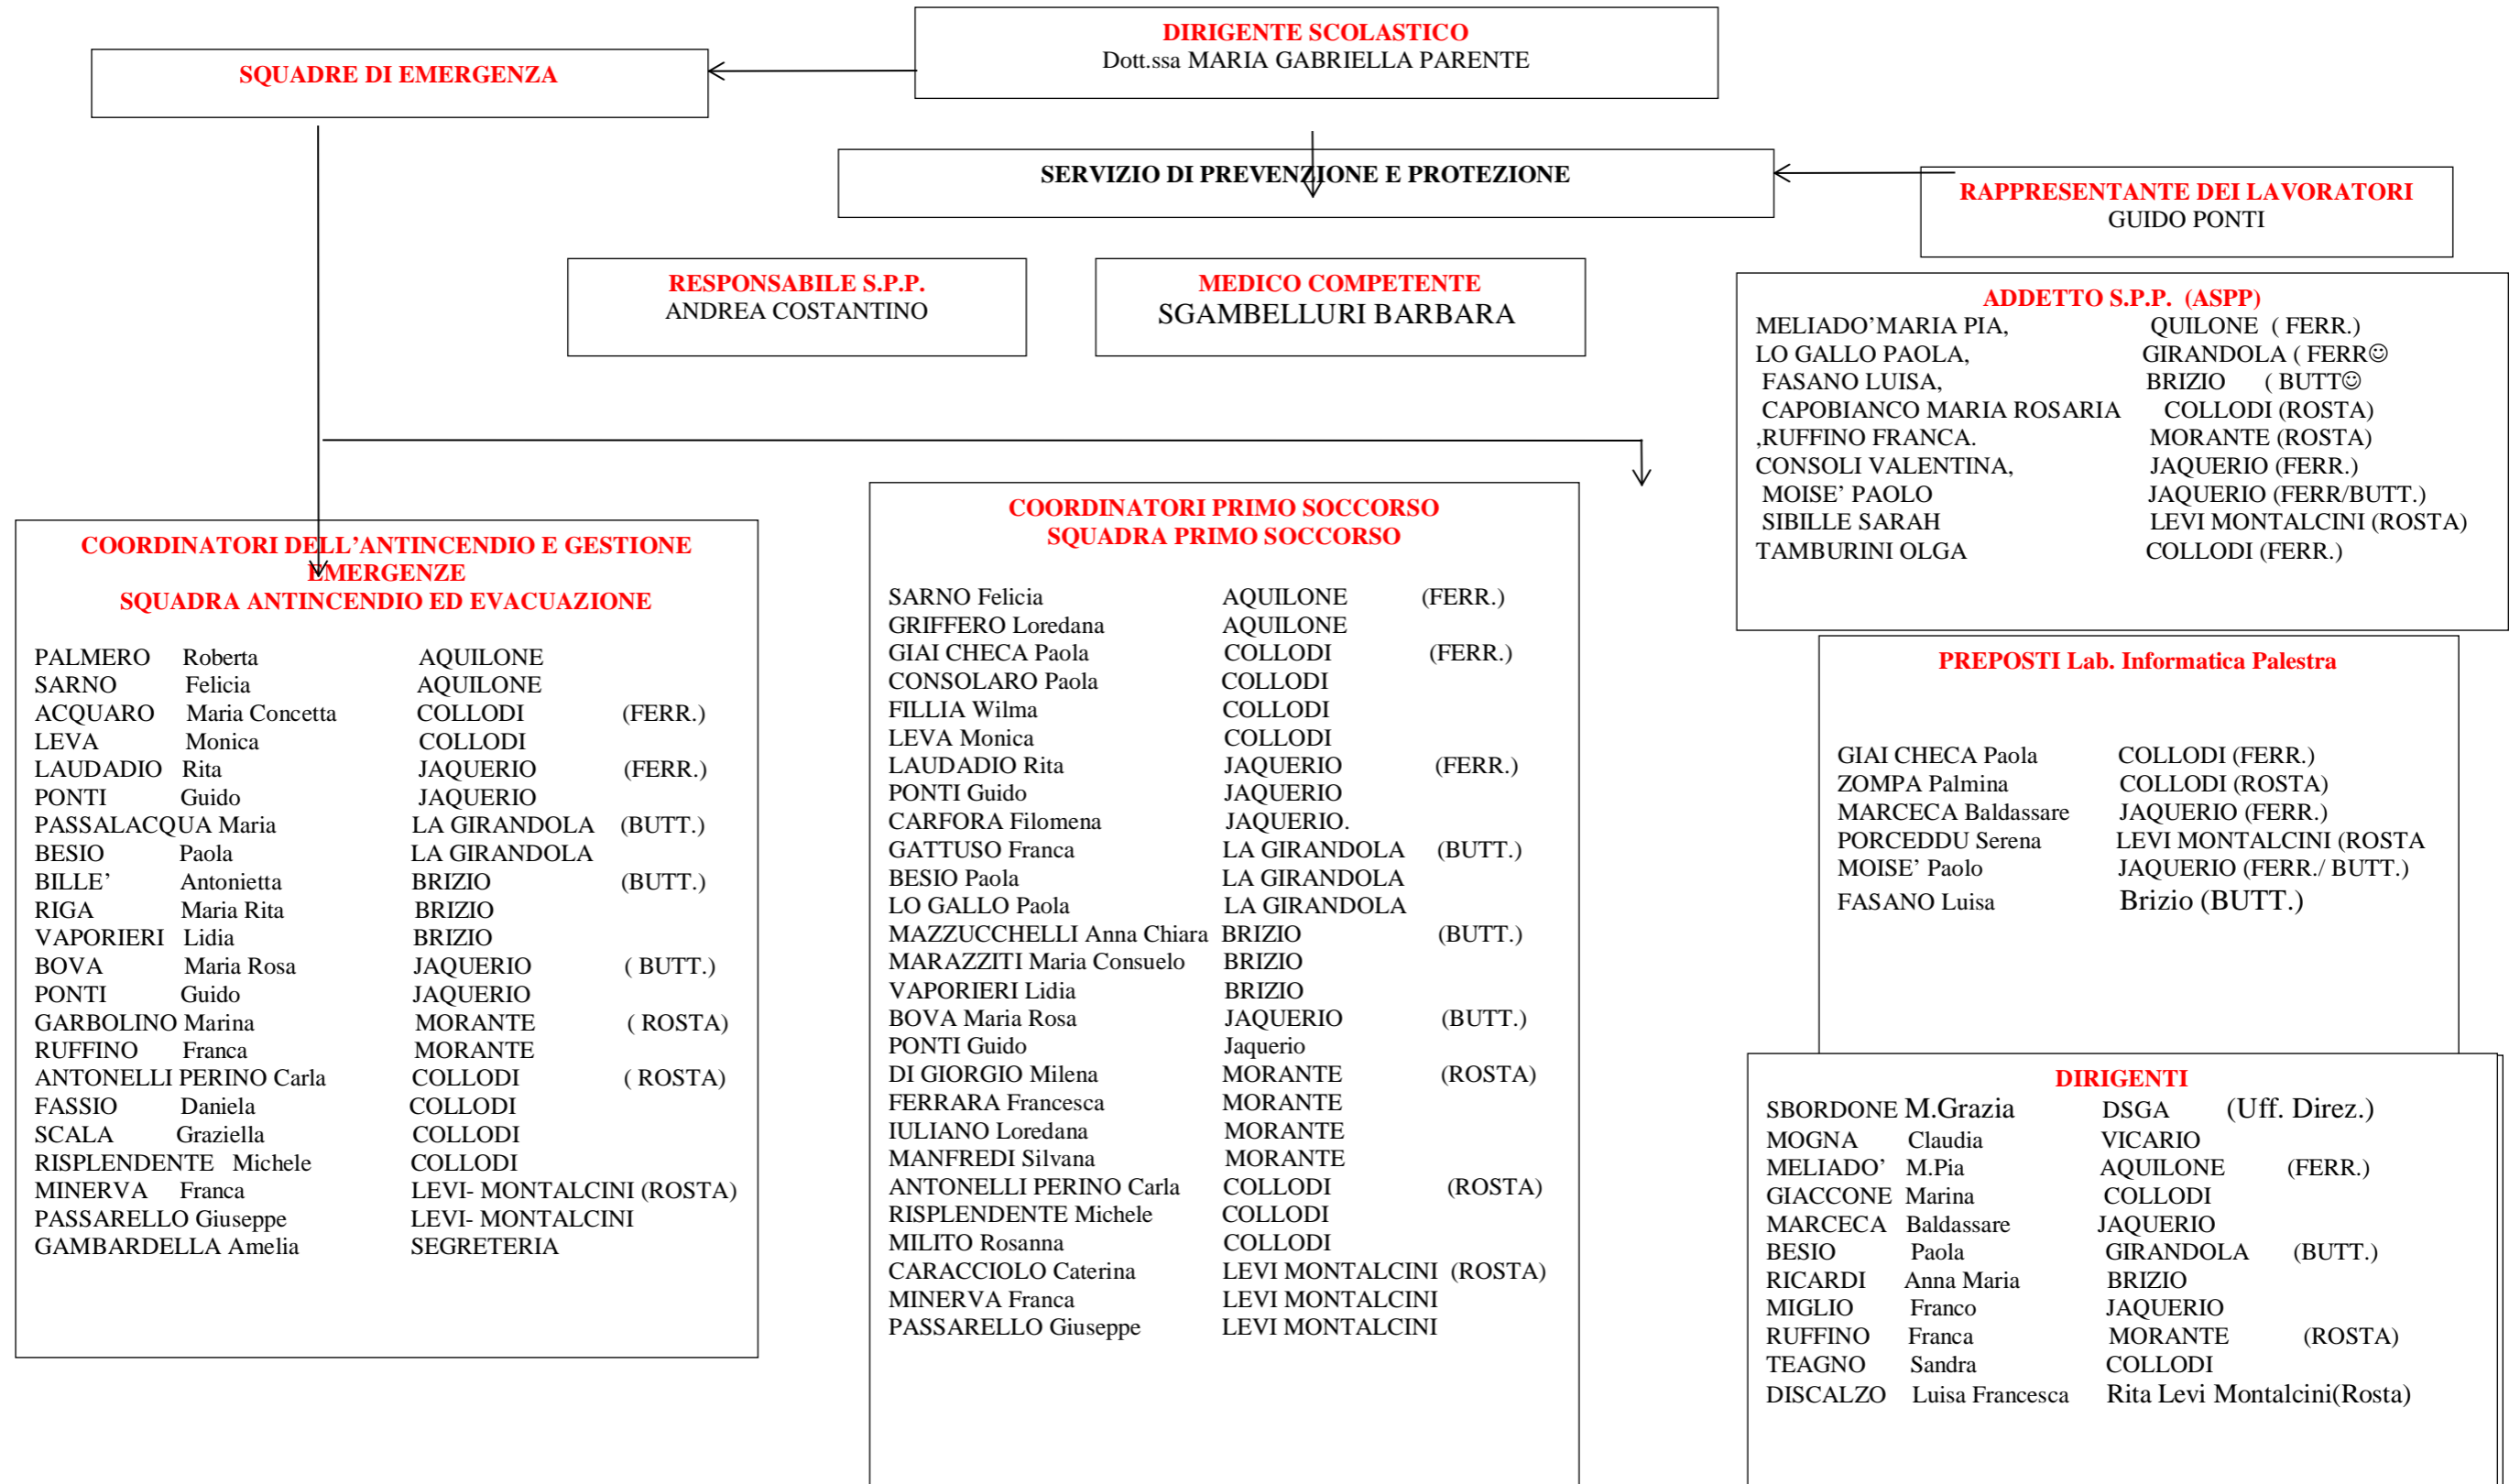 DIRIGENTE SCOLASTICO
Dott.ssa MARIA GABRIELLA PARENTE
SQUADRE DI EMERGENZA
SERVIZIO DI PREVENZIONE E PROTEZIONE
RAPPRESENTANTE DEI LAVORATORI
GUIDO PONTI
RESPONSABILE S.P.P.
ANDREA COSTANTINO
MEDICO COMPETENTE
SGAMBELLURI BARBARA
ADDETTO S.P.P. (ASPP)
MELIADO'MARIA PIA, QUILONE ( FERR.)
LO GALLO PAOLA, GIRANDOLA ( FERR☺
FASANO LUISA, BRIZIO ( BUTT☺
CAPOBIANCO MARIA ROSARIA COLLODI (ROSTA)
,RUFFINO FRANCA. MORANTE (ROSTA)
CONSOLI VALENTINA, JAQUERIO (FERR.)
MOISE' PAOLO JAQUERIO (FERR/BUTT.)
SIBILLE SARAH LEVI MONTALCINI (ROSTA)
TAMBURINI OLGA COLLODI (FERR.)
COORDINATORI DELL'ANTINCENDIO E GESTIONE
EMERGENZE
SQUADRA ANTINCENDIO ED EVACUAZIONE
PALMERO Roberta AQUILONE
SARNO Felicia AQUILONE
ACQUARO Maria Concetta COLLODI (FERR.)
LEVA Monica COLLODI
LAUDADIO Rita JAQUERIO (FERR.)
PONTI Guido JAQUERIO
PASSALACQUA Maria LA GIRANDOLA (BUTT.)
BESIO Paola LA GIRANDOLA
BILLE' Antonietta BRIZIO (BUTT.)
RIGA Maria Rita BRIZIO
VAPORIERI Lidia BRIZIO
BOVA Maria Rosa JAQUERIO ( BUTT.)
PONTI Guido JAQUERIO
GARBOLINO Marina MORANTE ( ROSTA)
RUFFINO Franca MORANTE
ANTONELLI PERINO Carla COLLODI ( ROSTA)
FASSIO Daniela COLLODI
SCALA Graziella COLLODI
RISPLENDENTE Michele COLLODI
MINERVA Franca LEVI- MONTALCINI (ROSTA)
PASSARELLO Giuseppe LEVI- MONTALCINI
GAMBARDELLA Amelia SEGRETERIA
COORDINATORI PRIMO SOCCORSO
SQUADRA PRIMO SOCCORSO
SARNO Felicia AQUILONE (FERR.)
GRIFFERO Loredana AQUILONE
GIAI CHECA Paola COLLODI (FERR.)
CONSOLARO Paola COLLODI
FILLIA Wilma COLLODI
LEVA Monica COLLODI
LAUDADIO Rita JAQUERIO (FERR.)
PONTI Guido JAQUERIO
CARFORA Filomena JAQUERIO.
GATTUSO Franca LA GIRANDOLA (BUTT.)
BESIO Paola LA GIRANDOLA
LO GALLO Paola LA GIRANDOLA
MAZZUCCHELLI Anna Chiara BRIZIO (BUTT.)
MARAZZITI Maria Consuelo BRIZIO
VAPORIERI Lidia BRIZIO
BOVA Maria Rosa JAQUERIO (BUTT.)
PONTI Guido Jaquerio
DI GIORGIO Milena MORANTE (ROSTA)
FERRARA Francesca MORANTE
IULIANO Loredana MORANTE
MANFREDI Silvana MORANTE
ANTONELLI PERINO Carla COLLODI (ROSTA)
RISPLENDENTE Michele COLLODI
MILITO Rosanna COLLODI
CARACCIOLO Caterina LEVI MONTALCINI (ROSTA)
MINERVA Franca LEVI MONTALCINI
PASSARELLO Giuseppe LEVI MONTALCINI
PREPOSTI Lab. Informatica Palestra
GIAI CHECA Paola COLLODI (FERR.)
ZOMPA Palmina COLLODI (ROSTA)
MARCECA Baldassare JAQUERIO (FERR.)
PORCEDDU Serena LEVI MONTALCINI (ROSTA
MOISE' Paolo JAQUERIO (FERR./ BUTT.)
FASANO Luisa Brizio (BUTT.)
DIRIGENTI
SBORDONE M.Grazia DSGA (Uff. Direz.)
MOGNA Claudia VICARIO
MELIADO' M.Pia AQUILONE (FERR.)
GIACCONE Marina COLLODI
MARCECA Baldassare JAQUERIO
BESIO Paola GIRANDOLA (BUTT.)
RICARDI Anna Maria BRIZIO
MIGLIO Franco JAQUERIO
RUFFINO Franca MORANTE (ROSTA)
TEAGNO Sandra COLLODI
DISCALZO Luisa Francesca Rita Levi Montalcini(Rosta)